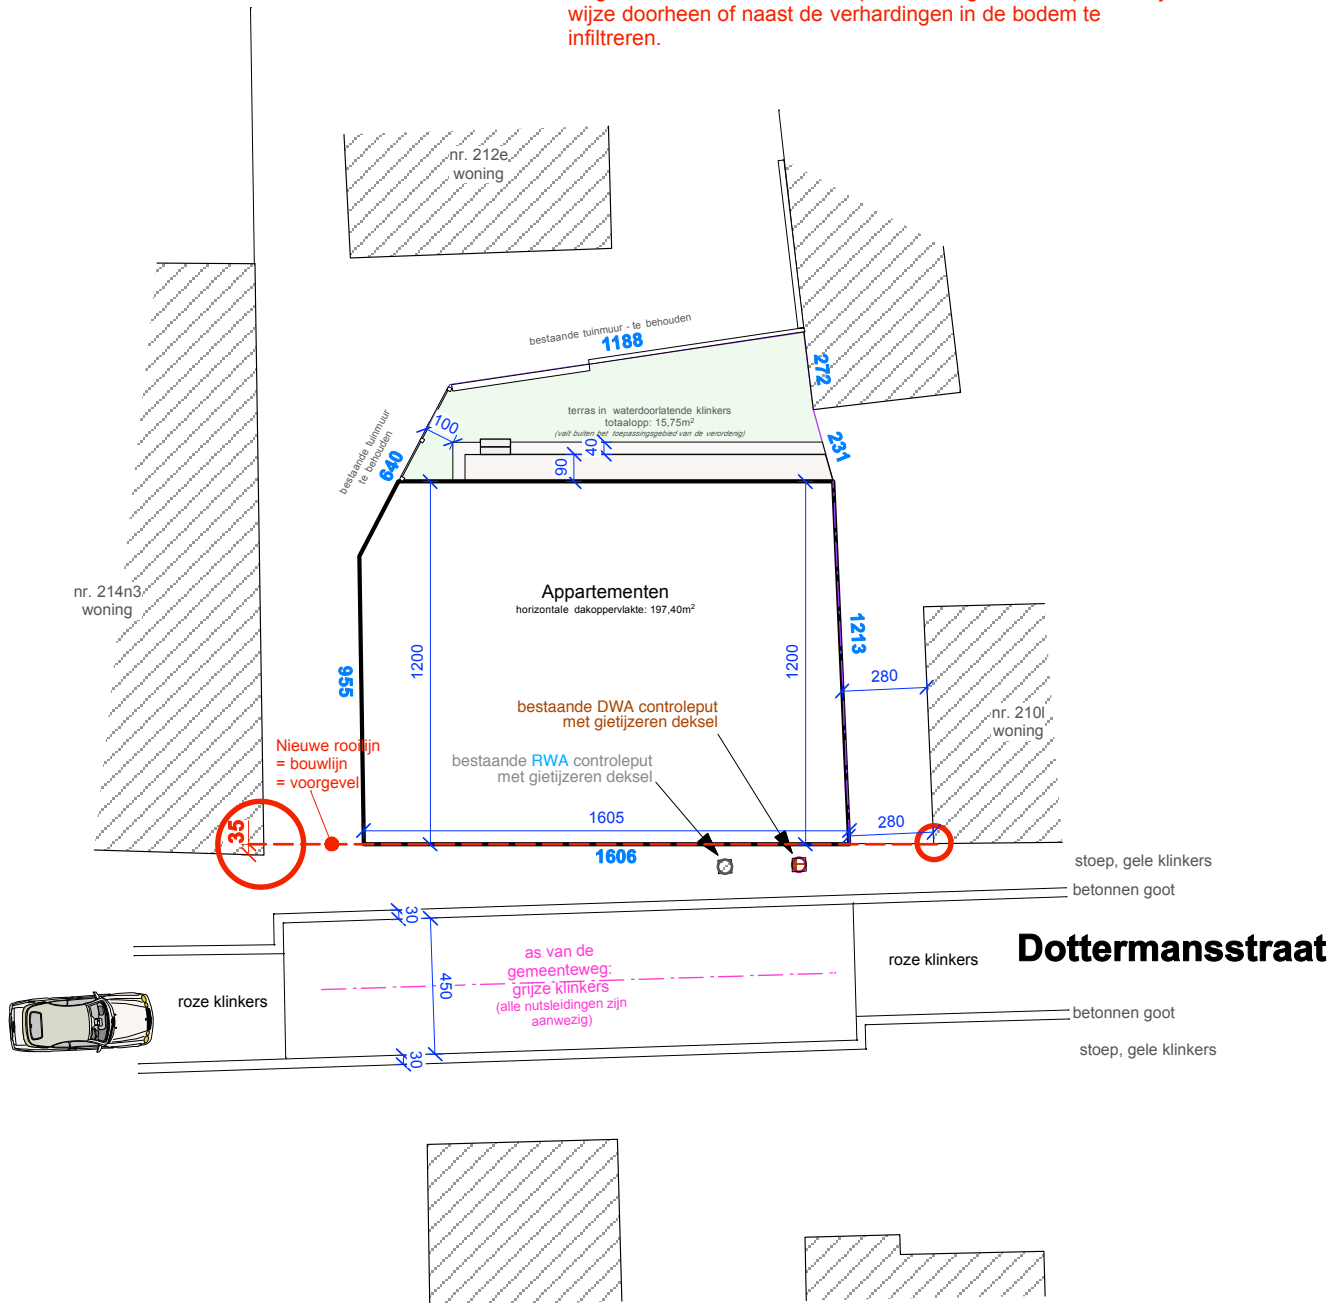 wijze doorheen of naast de verhardingen in de bodem te
infiltreren.
nr. 212e
woning
bestaande tuinmuur - te behouden
1188
272
terras in waterdoorlatende klinkers
totaalopp: 15,75m²
(valt buiten het toepassingsgebied van de verordenig)
100
40
90
231
bestaande tuinmuur
te behouden
640
nr. 214n3
woning
Appartementen
horizontale dakoppervlakte: 197,40m²
1200
1200
1213
955
280
nr. 210l
woning
bestaande DWA controleput
met gietijzeren deksel
bestaande RWA controleput
met gietijzeren deksel
Nieuwe rooilijn
= bouwlijn
= voorgevel
35
1605
280
1606
stoep, gele klinkers
betonnen goot
30
450
30
as van de
gemeenteweg:
grijze klinkers
(alle nutsleidingen zijn
aanwezig)
roze klinkers
roze klinkers
Dottermansstraat
betonnen goot
stoep, gele klinkers